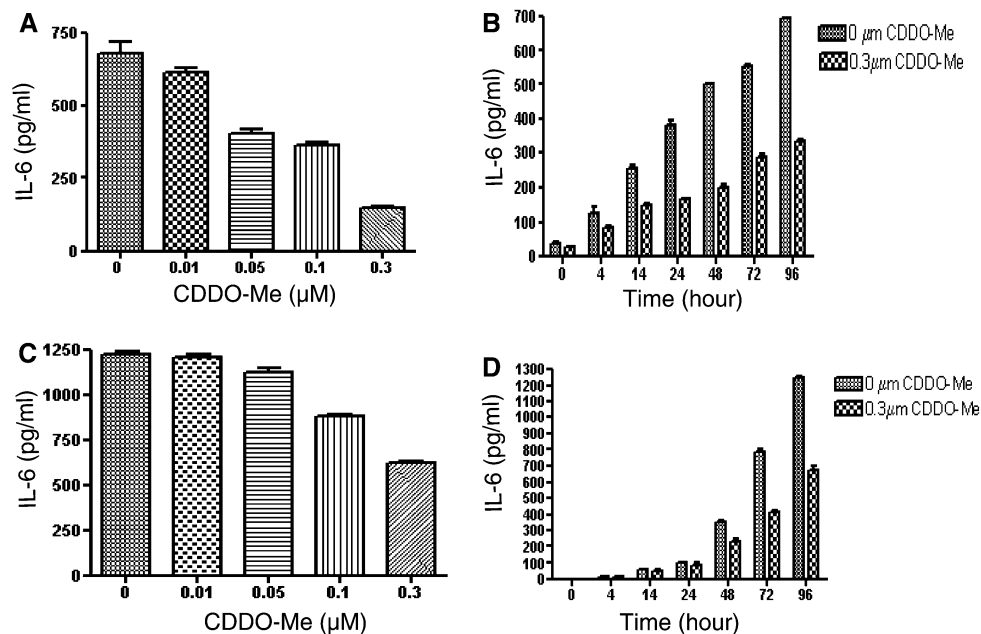 A
IL-6 (pg/ml)
750
500
250
0
0 0.01 0.05 0.1 0.3
CDDO-Me (µM)
B
IL-6 (pg/ml)
700
600
500
400
300
200
100
0
0 4 14 24 48 72 96
Time (hour)
0 µm CDDO-Me
0.3µm CDDO-Me
C
IL-6 (pg/ml)
1250
1000
750
500
250
0
0 0.01 0.05 0.1 0.3
CDDO-Me (µM)
D
IL-6 (pg/ml)
1300
1200
1100
1000
900
800
700
600
500
400
300
200
100
0
0 4 14 24 48 72 96
Time (hour)
0 µm CDDO-Me
0.3µm CDDO-Me